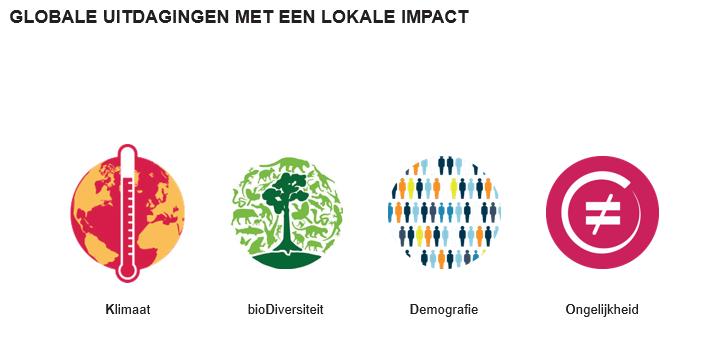 GLOBALE UITDAGINGEN MET EEN LOKALE IMPACT
≠
Klimaat
bioDiversiteit
Demografie
Ongelijkheid